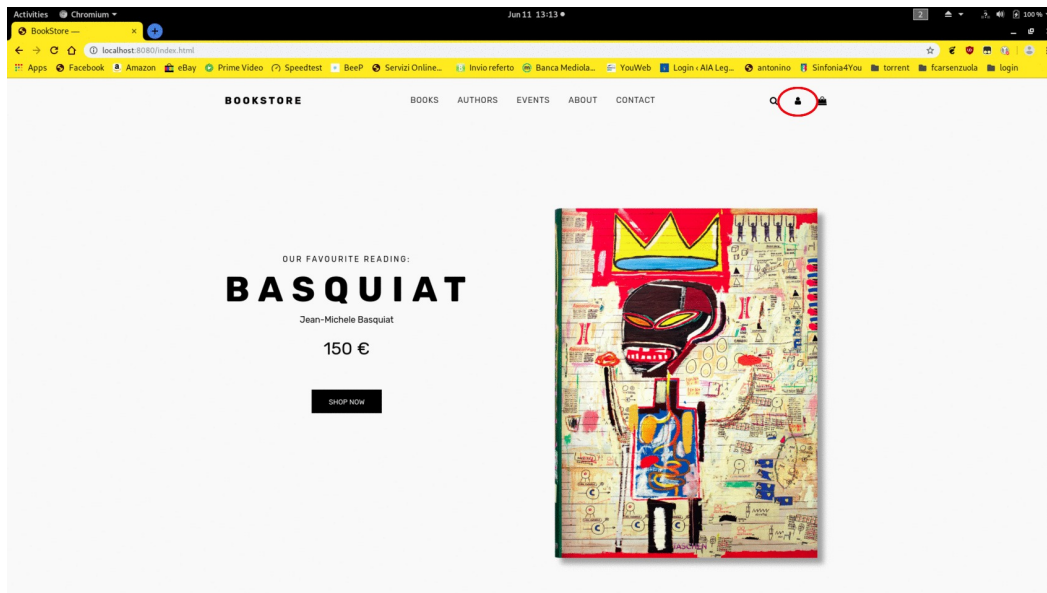 Activities Chromium Jun 11 13:13 2 100 %
BookStore —
localhost:8080/index.html
Apps Facebook Amazon eBay Prime Video Speedtest BeeP Servizi Online... Invio referto Banca Mediola... YouWeb Login ‹ AIA Leg... antonino Sinfonia4You torrent fcarsenzuola login
BOOKSTORE BOOKS AUTHORS EVENTS ABOUT CONTACT
OUR FAVOURITE READING:
BASQUIAT
Jean-Michele Basquiat
150 €
SHOP NOW
TASCHEN